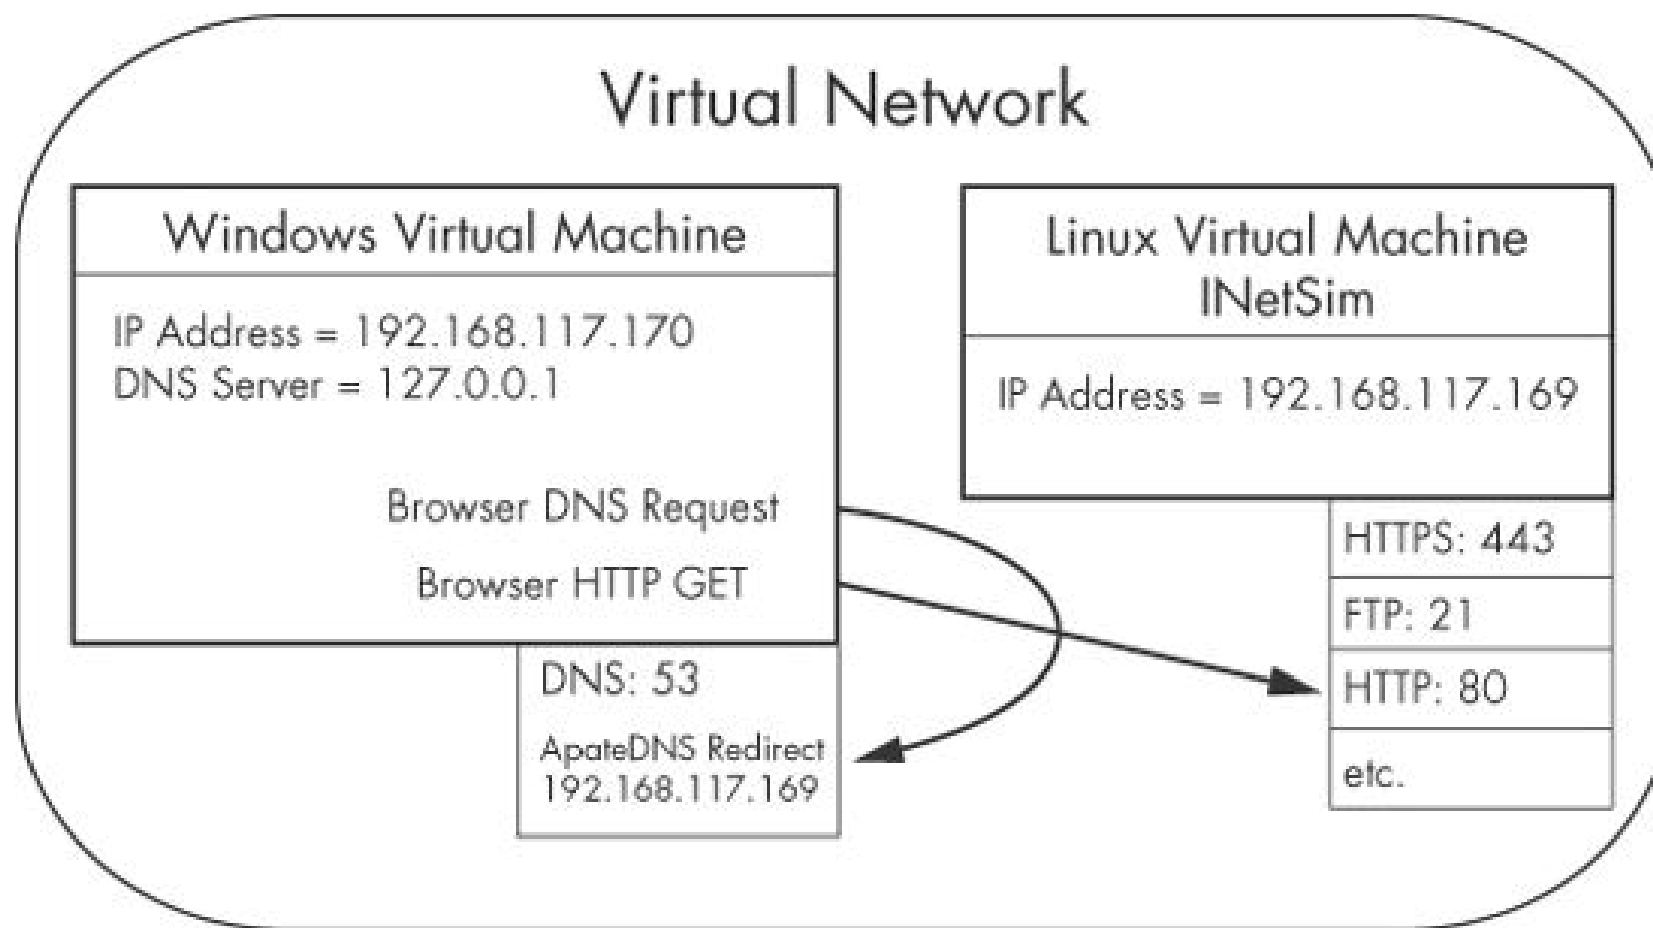 Virtual Network
Windows Virtual Machine
IP Address = 192.168.117.170
DNS Server = 127.0.0.1
Browser DNS Request
Browser HTTP GET
DNS: 53
ApateDNS Redirect
192.168.117.169
Linux Virtual Machine
INetSim
IP Address = 192.168.117.169
HTTPS: 443
FTP: 21
HTTP: 80
etc.